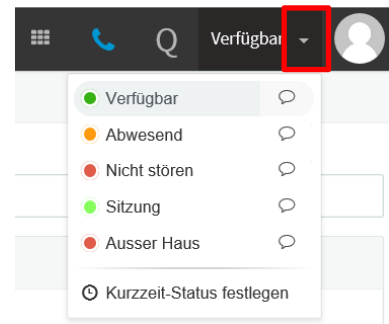 Q Verfügbar
Verfügbar
Abwesend
Nicht stören
Sitzung
Ausser Haus
Kurzzeit-Status festlegen